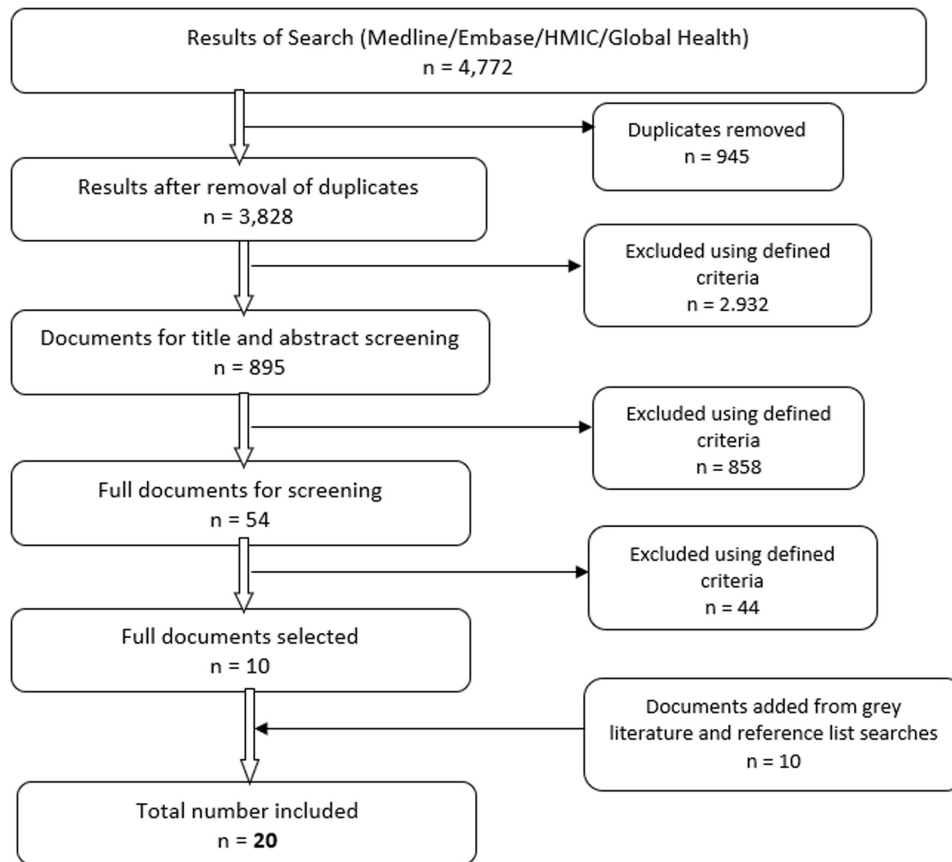 Results of Search (Medline/Embase/HMIC/Global Health)
n = 4,772
Duplicates removed
n = 945
Results after removal of duplicates
n = 3,828
Excluded using defined
criteria
n = 2.932
Documents for title and abstract screening
n = 895
Excluded using defined
criteria
n = 858
Full documents for screening
n = 54
Excluded using defined
criteria
n = 44
Full documents selected
n = 10
Documents added from grey
literature and reference list searches
n = 10
Total number included
n = 20